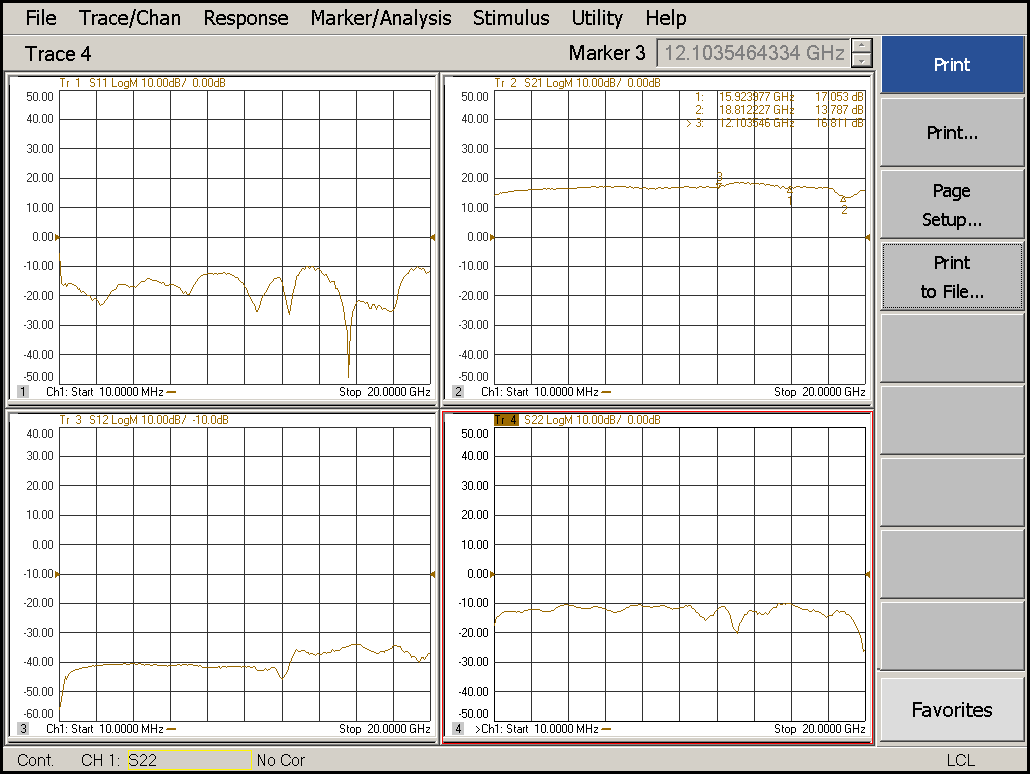 File Trace/Chan Response Marker/Analysis Stimulus Utility Help
Trace 4 Marker 3 12.1035464334 GHz
Tr 1 S11 LogM 10.00dB/ 0.00dB
50.00
40.00
30.00
20.00
10.00
0.00
-10.00
-20.00
-30.00
-40.00
-50.00
1 Ch1: Start 10.0000 MHz Stop 20.0000 GHz
Tr 2 S21 LogM 10.00dB/ 0.00dB
1: 15.923977 GHz 17.053 dB
2: 18.812227 GHz 13.787 dB
> 3: 12.103546 GHz 16.811 dB
50.00
40.00
30.00
20.00
10.00
0.00
-10.00
-20.00
-30.00
-40.00
-50.00
3
1
2
2 Ch1: Start 10.0000 MHz Stop 20.0000 GHz
Tr 3 S12 LogM 10.00dB/ -10.0dB
40.00
30.00
20.00
10.00
0.00
-10.00
-20.00
-30.00
-40.00
-50.00
-60.00
3 Ch1: Start 10.0000 MHz Stop 20.0000 GHz
Tr 4 S22 LogM 10.00dB/ 0.00dB
50.00
40.00
30.00
20.00
10.00
0.00
-10.00
-20.00
-30.00
-40.00
-50.00
4 >Ch1: Start 10.0000 MHz Stop 20.0000 GHz
Print
Print...
Page
Setup...
Print
to File...
Favorites
Cont. CH 1: S22 No Cor LCL